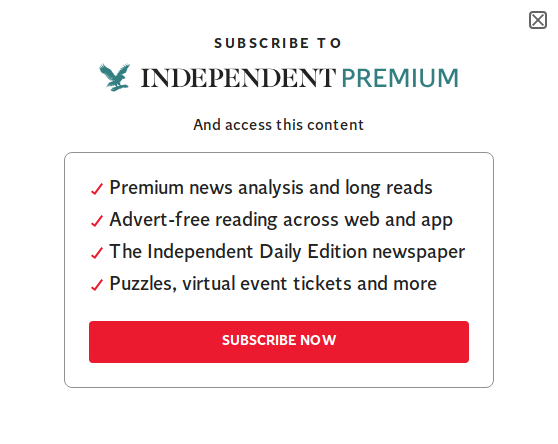 SUBSCRIBE TO
INDEPENDENT PREMIUM
And access this content
Premium news analysis and long reads
Advert-free reading across web and app
The Independent Daily Edition newspaper
Puzzles, virtual event tickets and more
SUBSCRIBE NOW